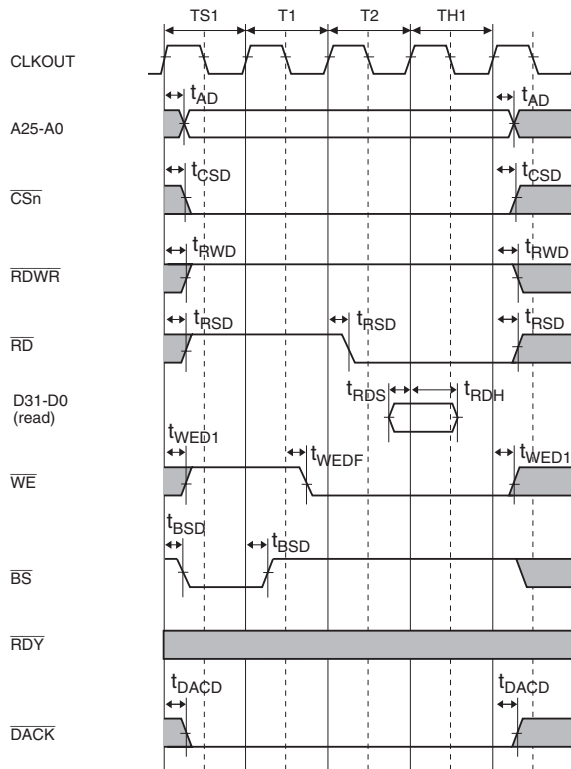 TS1 T1 T2 TH1
CLKOUT
tAD tAD
A25-A0
tCSD tCSD
CSn
tRWD tRWD
RDWR
tRSD tRSD tRSD
RD
D31-D0
(read)
tRDS tRDH
tWED1 tWEDF tWED1
WE
tBSD tBSD
BS
RDY
tDACD tDACD
DACK